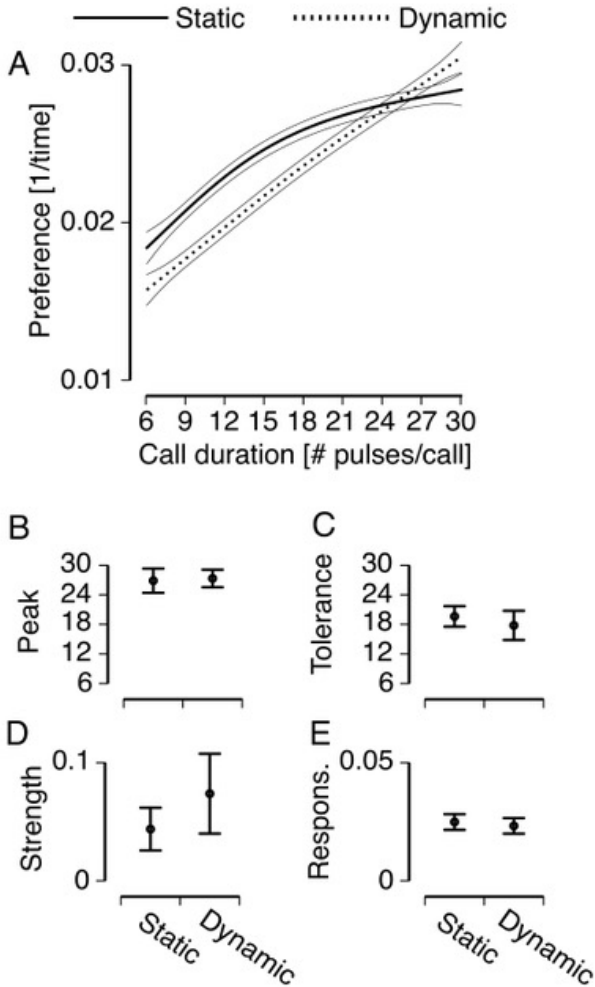 Static Dynamic
A
0.03
0.02
0.01
Preference [1/time]
6 9 12 15 18 21 24 27 30
Call duration [# pulses/call]
B
30
24
18
12
6
Peak
C
30
24
18
12
6
Tolerance
D
0.1
0
Strength
Static Dynamic
E
0.05
0
Respons.
Static Dynamic